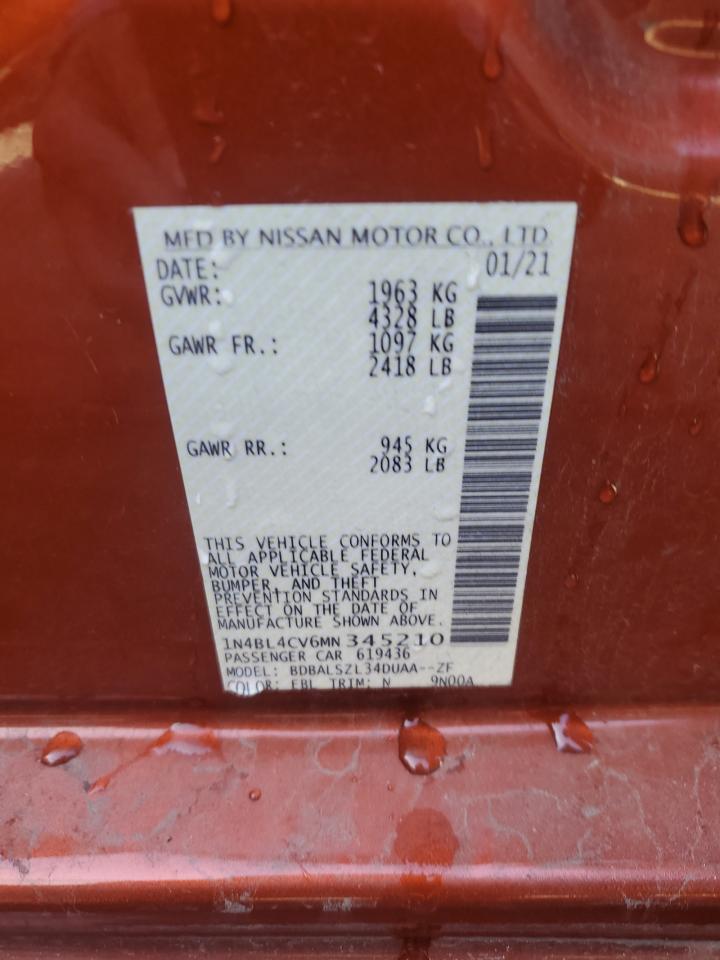 MFD BY NISSAN MOTOR CO., LTD.
DATE: 01/21
GVWR: 1963 KG
4328 LB
GAWR FR.: 1097 KG
2418 LB
GAWR RR.: 945 KG
2083 LB
THIS VEHICLE CONFORMS TO
ALL APPLICABLE FEDERAL
MOTOR VEHICLE SAFETY,
BUMPER, AND THEFT
PREVENTION STANDARDS IN
EFFECT ON THE DATE OF
MANUFACTURE SHOWN ABOVE.
1N4BL4CV6MN 345210
PASSENGER CAR 619436
MODEL: BDBALSZL34DUAA--ZF
COLOR: EBL TRIM: N 9N00A